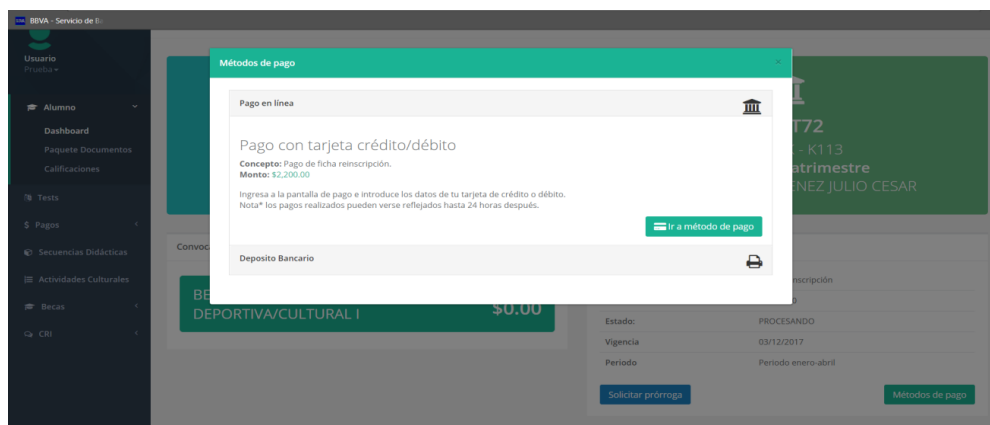 BBVA - Servicio de Ba
Usuario
Prueba
Alumno
Dashboard
Paquete Documentos
Calificaciones
Tests
$ Pagos
Secuencias Didácticas
Actividades Culturales
Becas
CRI
Métodos de pago ×
Pago en línea
Pago con tarjeta crédito/débito
Concepto: Pago de ficha reinscripción.
Monto: $2,200.00
Ingresa a la pantalla de pago e introduce los datos de tu tarjeta de crédito o débito.
Nota* los pagos realizados pueden verse reflejados hasta 24 horas después.
Ir a método de pago
Deposito Bancario
T72
- K113
atrimestre
NEZ JULIO CESAR
Convoc
BE
DEPORTIVA/CULTURAL I $0.00
nscripción
Estado: PROCESANDO
Vigencia 03/12/2017
Periodo Periodo enero-abril
Solicitar prórroga Métodos de pago